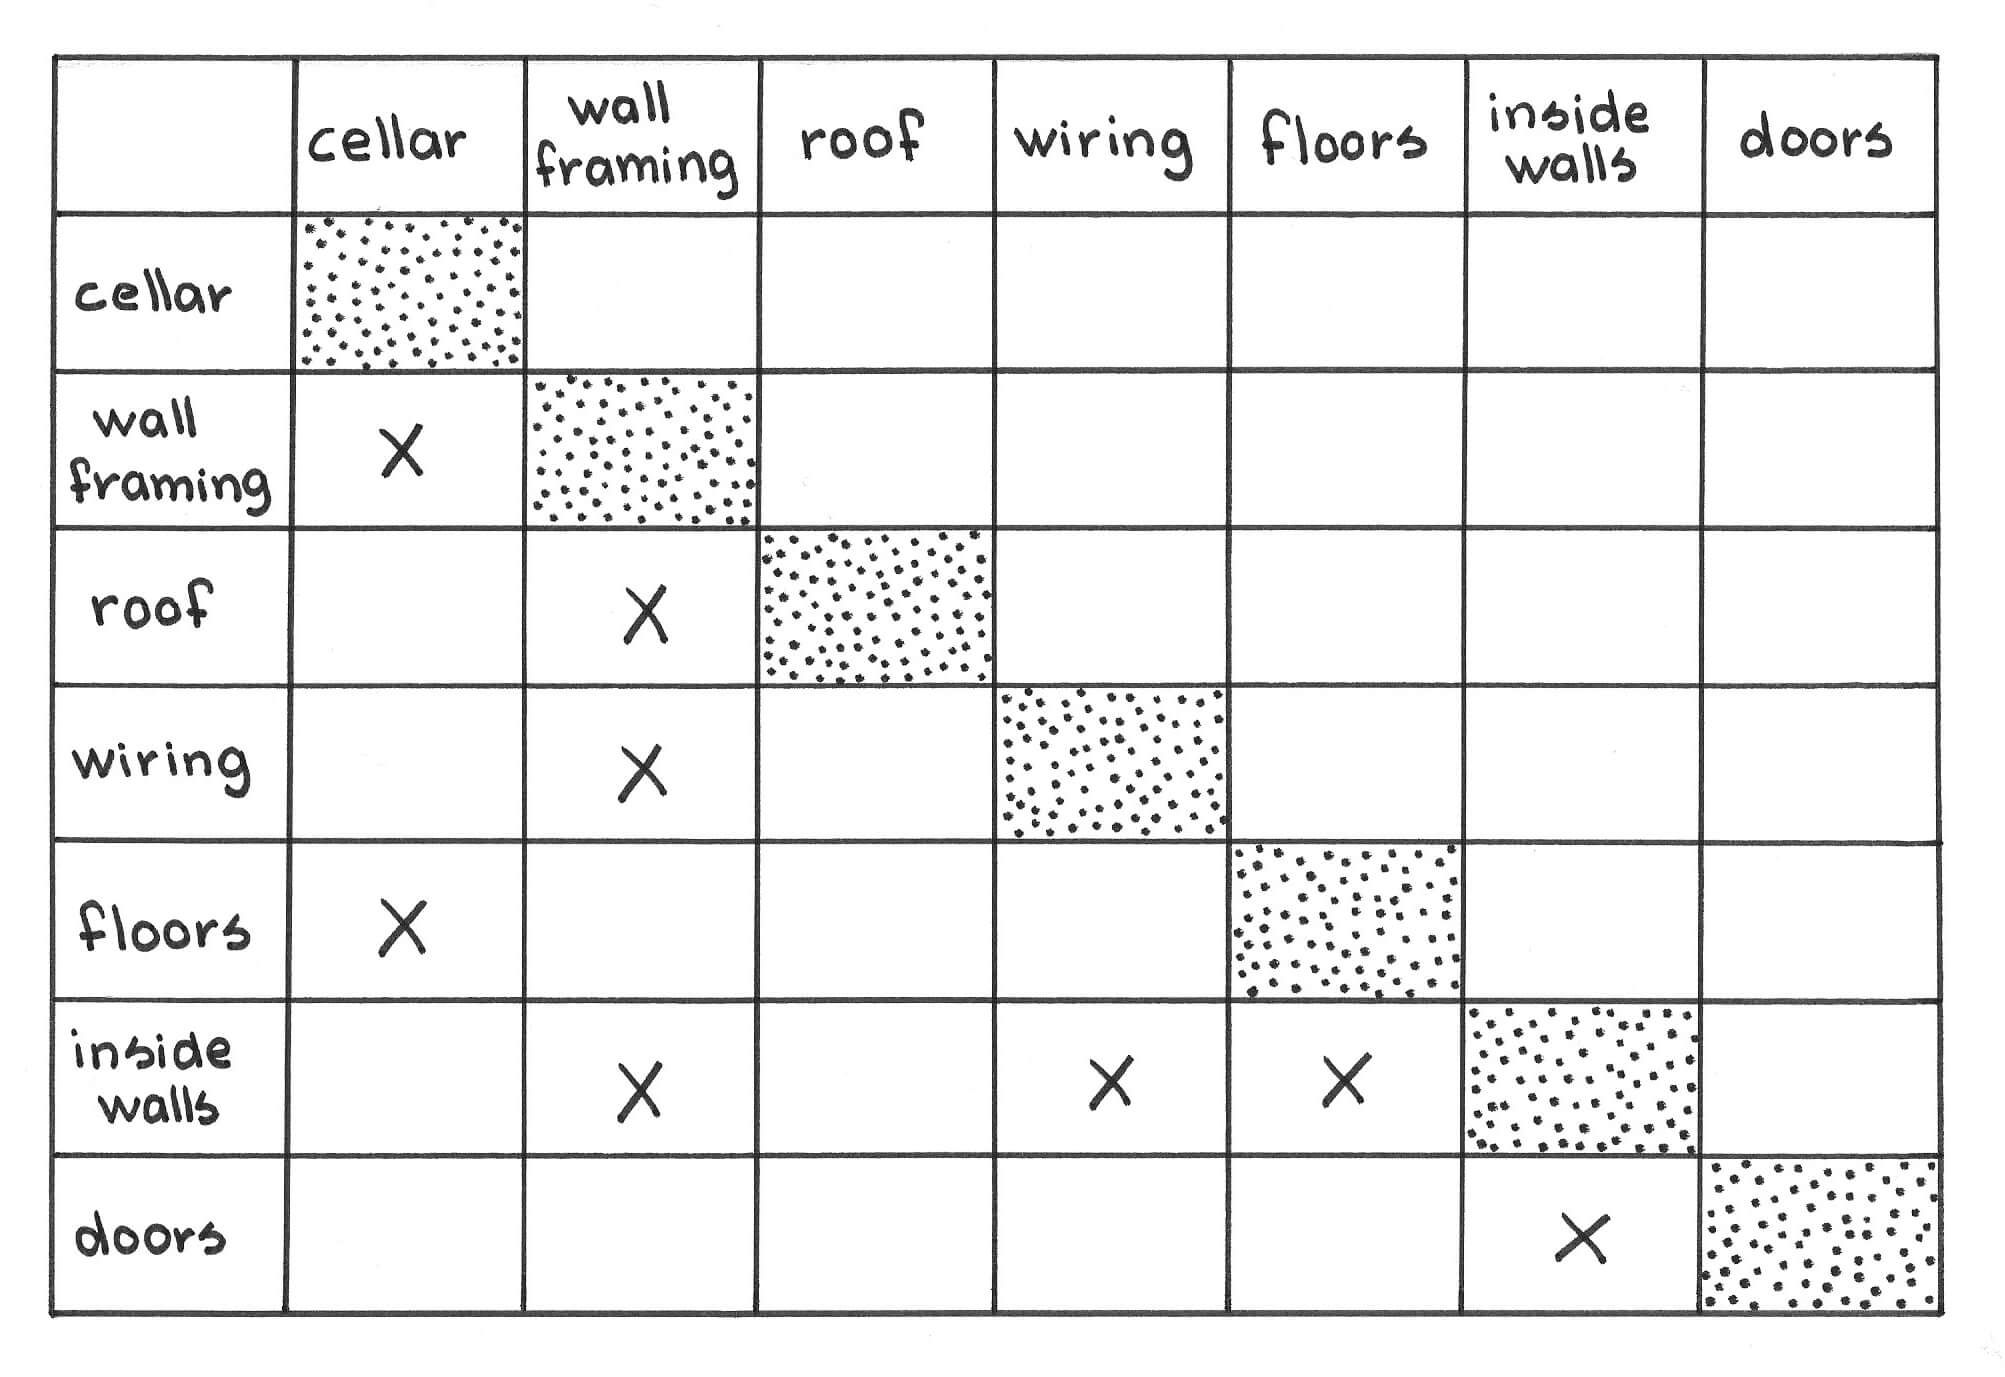 cellar wall framing roof wiring floors inside walls doors
cellar
wall framing X
roof X
wiring X
floors X
inside walls X X X
doors X